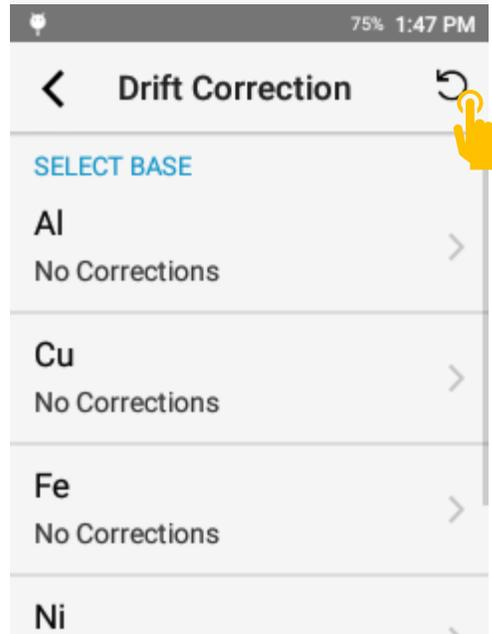 75% 1:47 PM
Drift Correction
SELECT BASE
Al
No Corrections
Cu
No Corrections
Fe
No Corrections
Ni